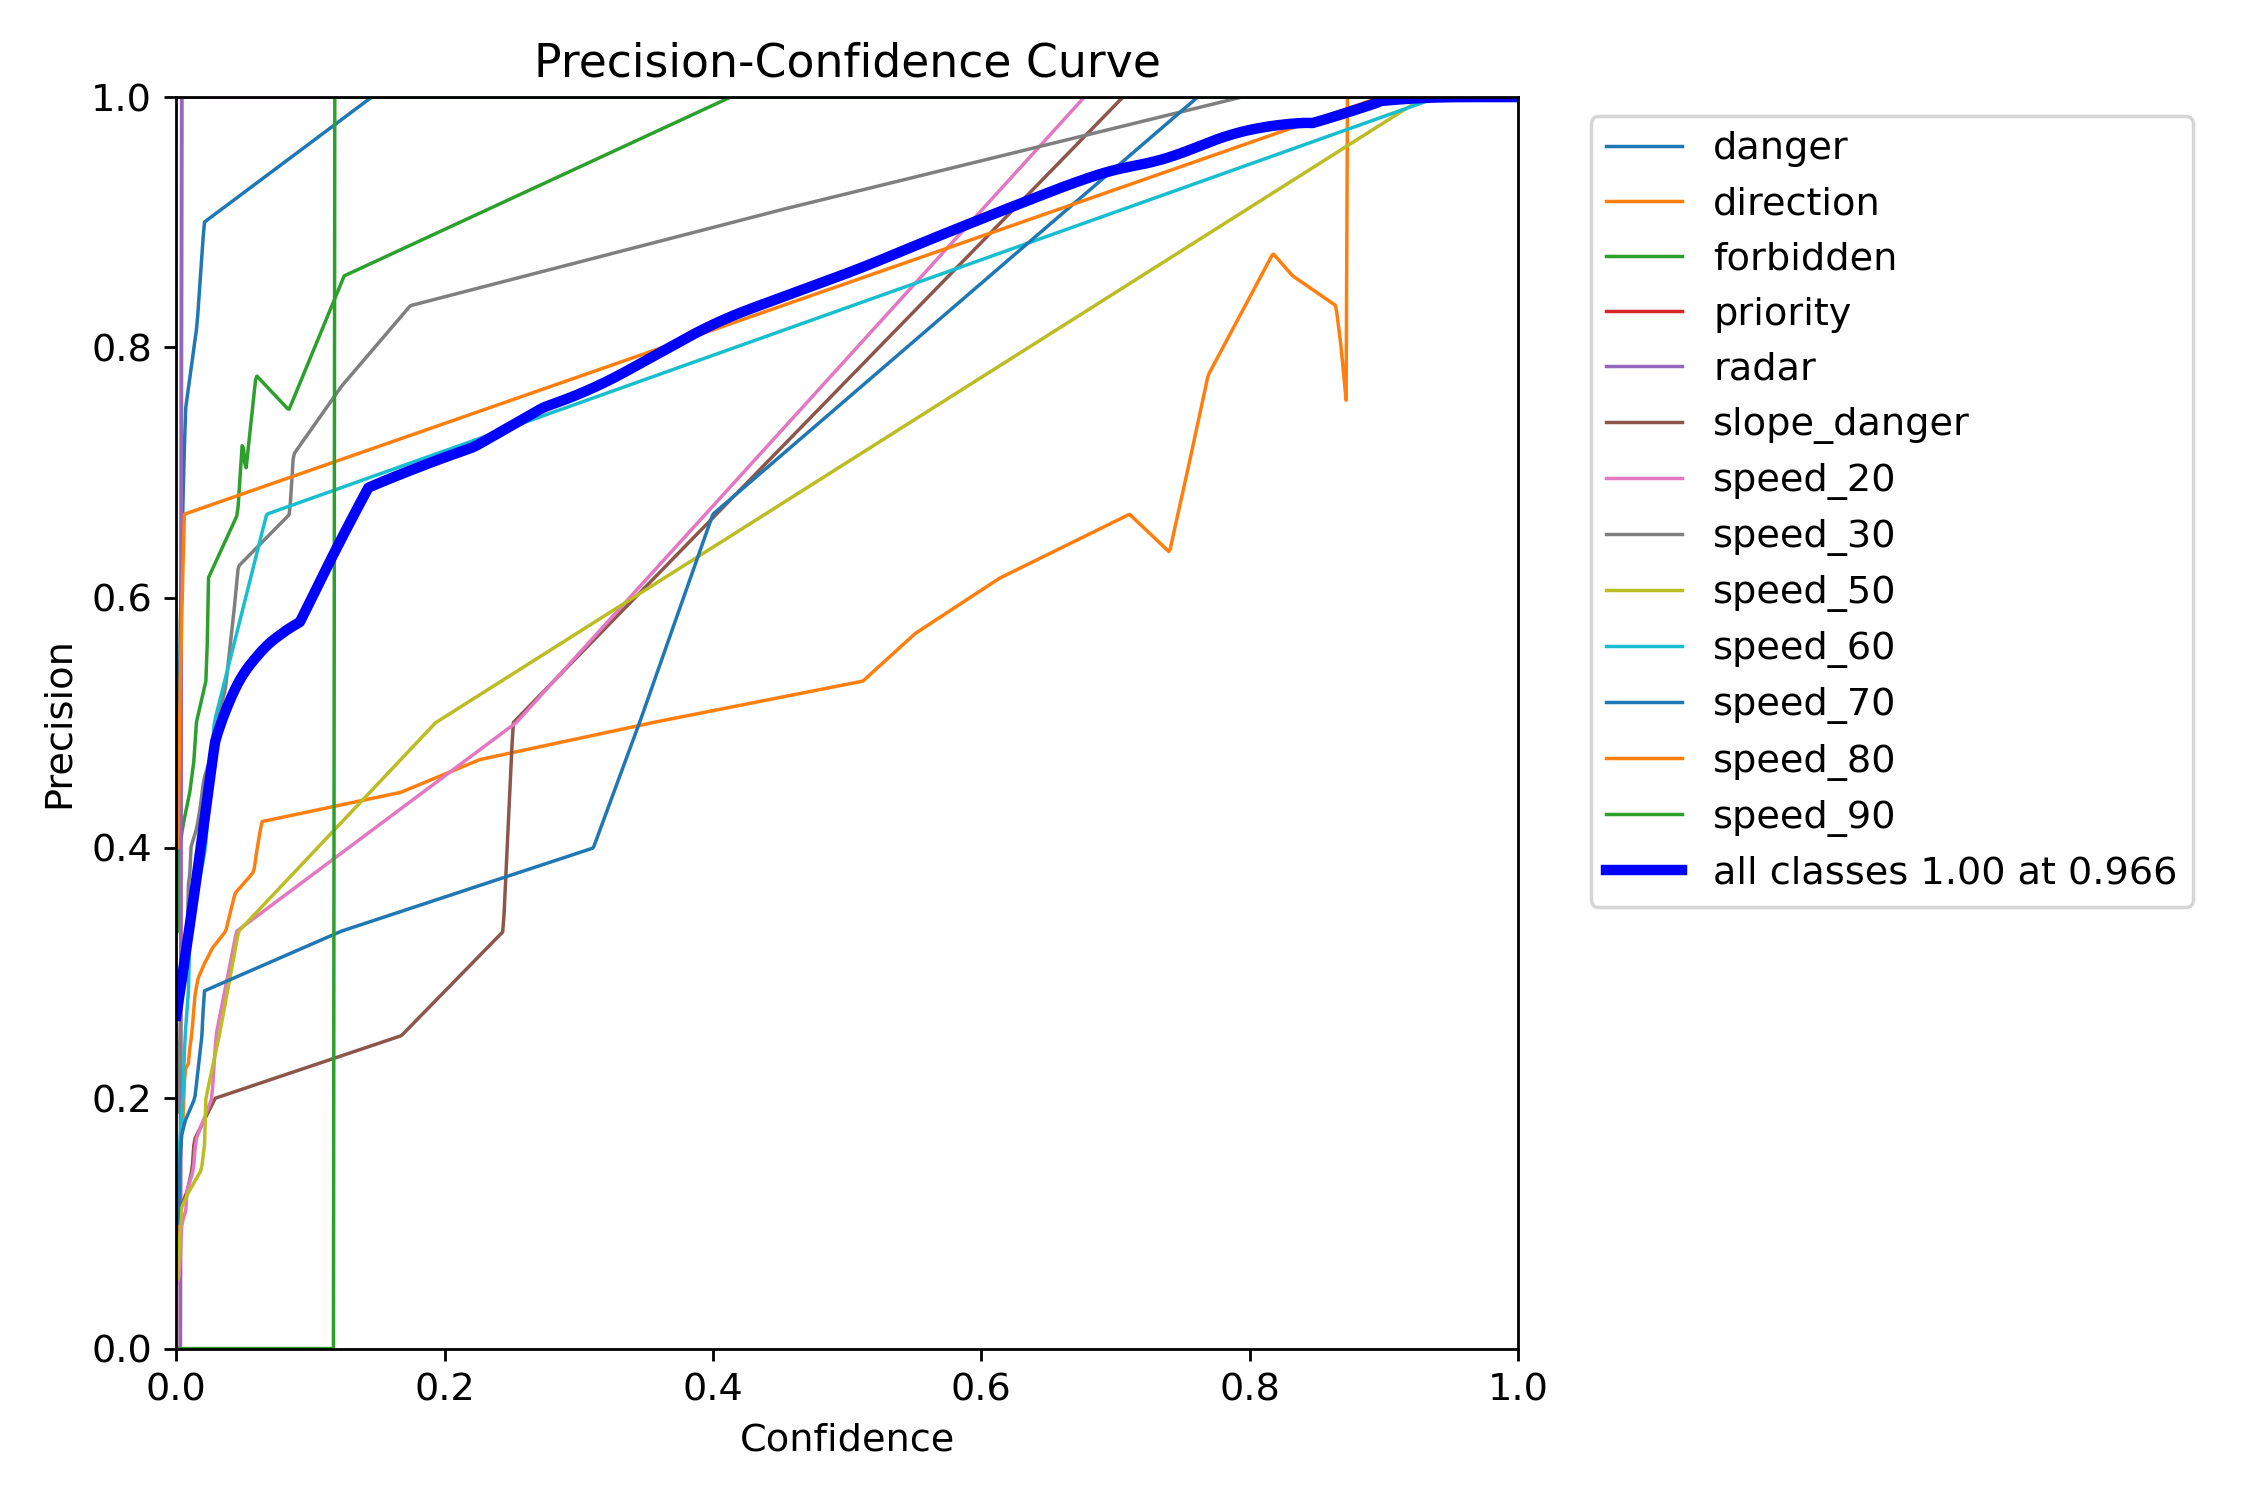 Precision-Confidence Curve
1.0
0.8
0.6
0.4
0.2
0.0
Precision
0.0 0.2 0.4 0.6 0.8 1.0
Confidence
danger
direction
forbidden
priority
radar
slope_danger
speed_20
speed_30
speed_50
speed_60
speed_70
speed_80
speed_90
all classes 1.00 at 0.966